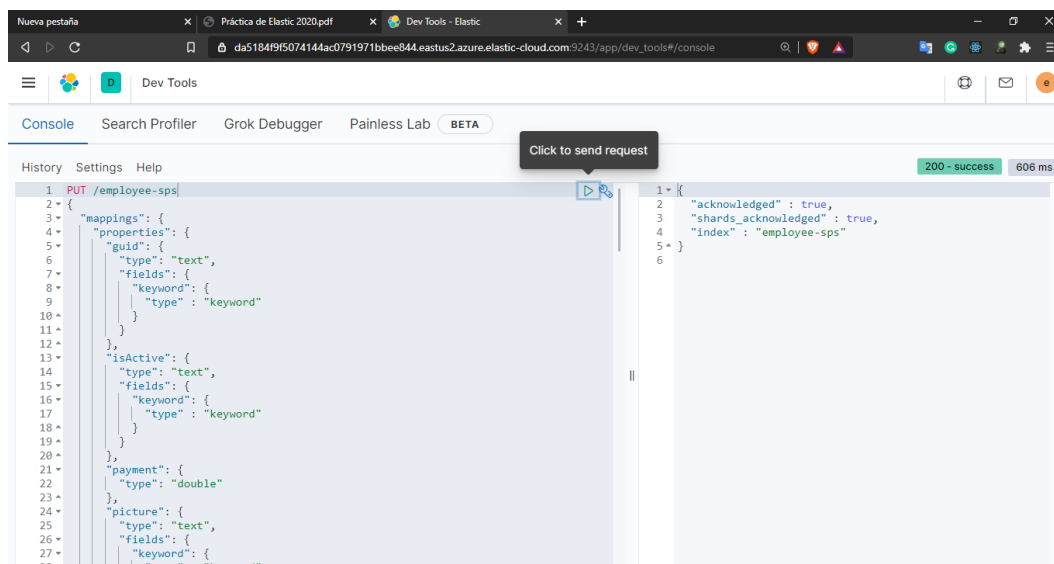 Nueva pestaña
Práctica de Elastic 2020.pdf
Dev Tools - Elastic
da5184f9f5074144ac0791971bbee844.eastus2.azure.elastic-cloud.com:9243/app/dev_tools#/console
D Dev Tools e
Console Search Profiler Grok Debugger Painless Lab BETA
Click to send request
History Settings Help
200 - success 606 ms
1 PUT /employee-sps
2 {
3 "mappings": {
4 "properties": {
5 "guid": {
6 "type": "text",
7 "fields": {
8 "keyword": {
9 "type" : "keyword"
10 }
11 }
12 },
13 "isActive": {
14 "type": "text",
15 "fields": {
16 "keyword": {
17 "type" : "keyword"
18 }
19 }
20 },
21 "payment": {
22 "type": "double"
23 },
24 "picture": {
25 "type": "text",
26 "fields": {
27 "keyword": {
1 {
2 "acknowledged" : true,
3 "shards_acknowledged" : true,
4 "index" : "employee-sps"
5 }
6